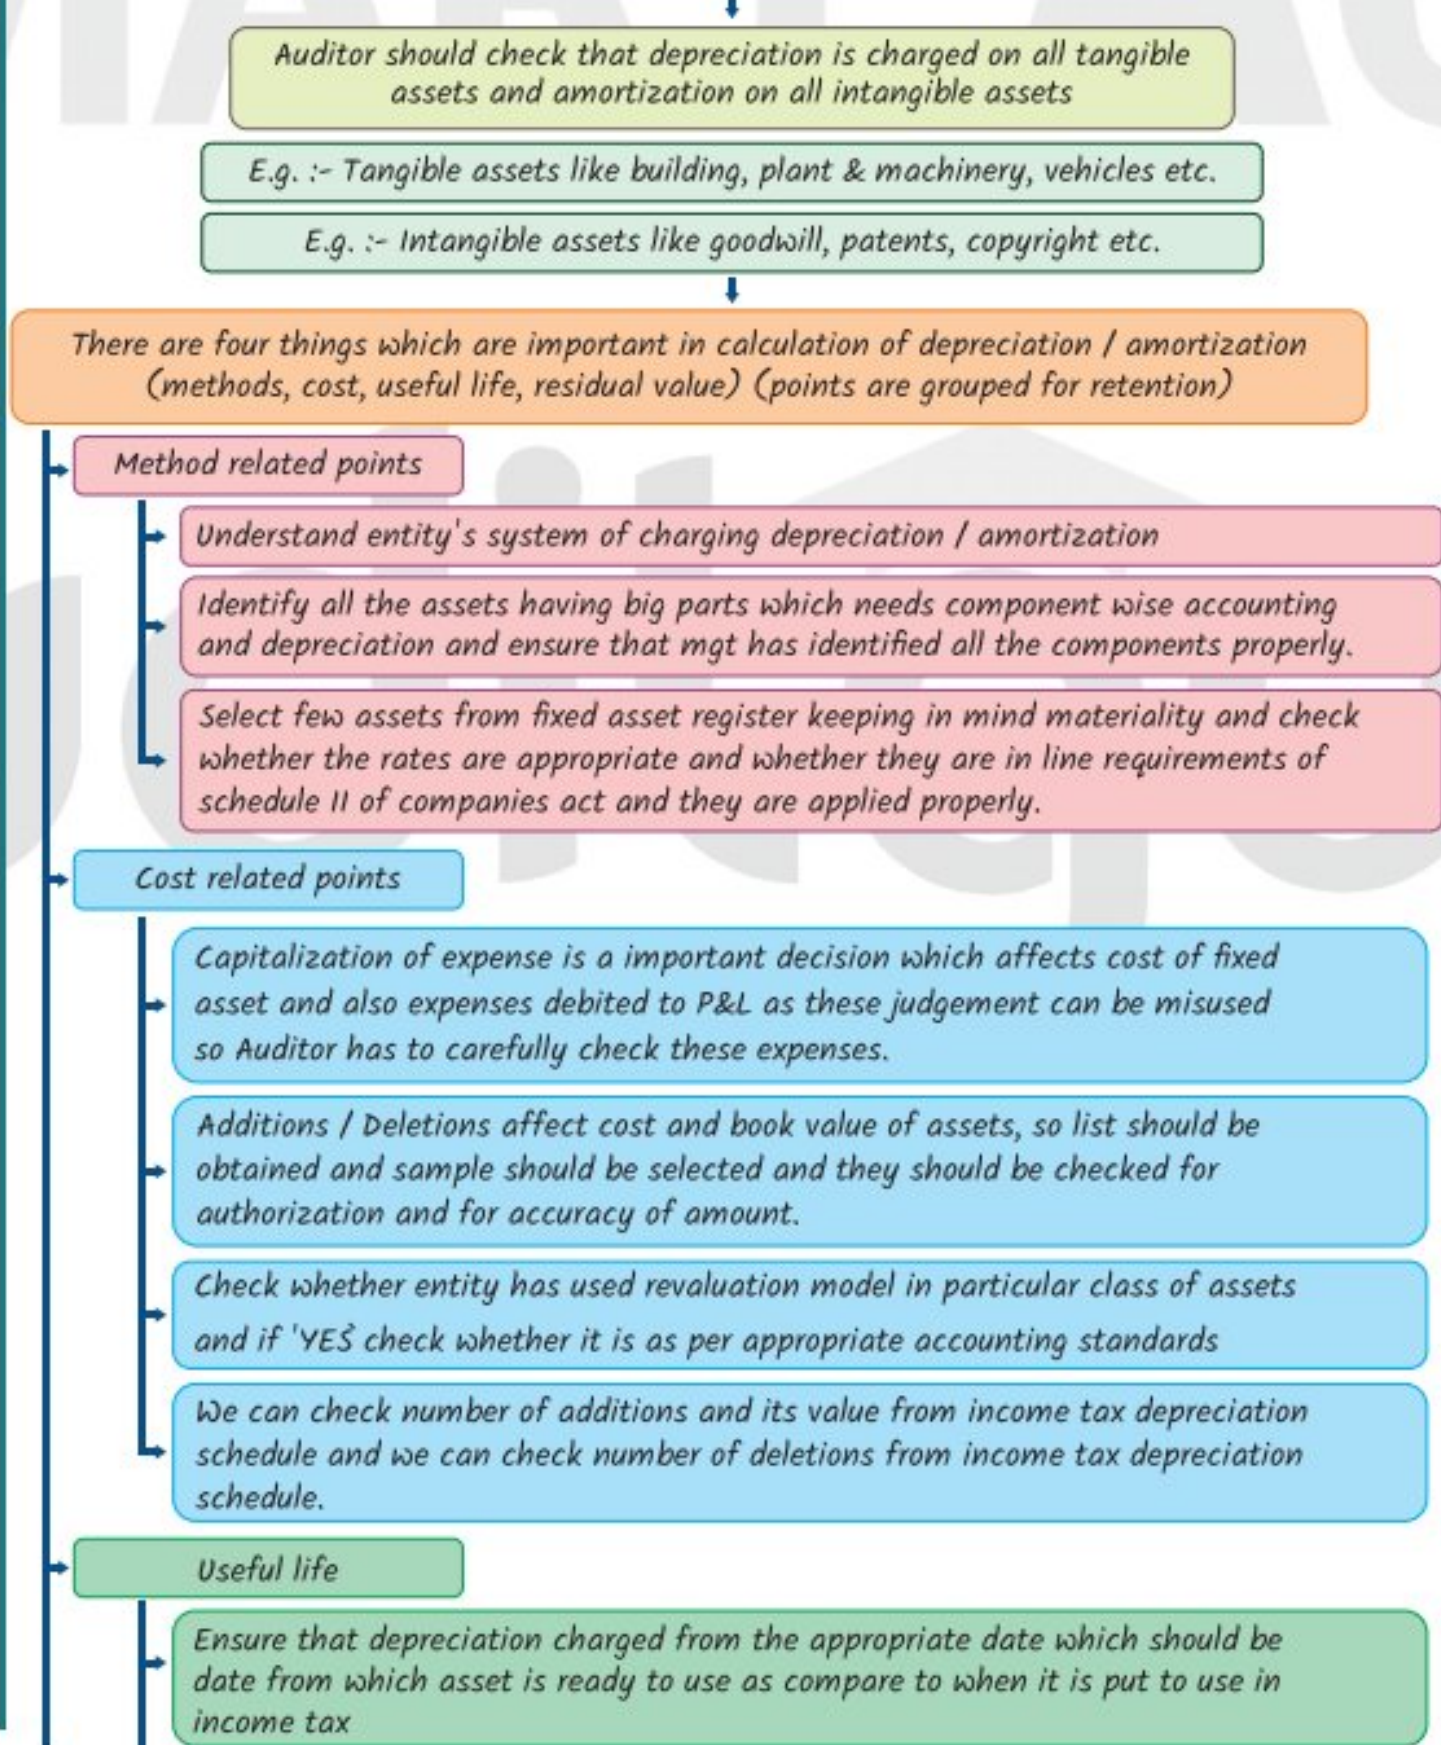 Auditor should check that depreciation is charged on all tangible
assets and amortization on all intangible assets
E.g. :- Tangible assets like building, plant & machinery, vehicles etc.
E.g. :- Intangible assets like goodwill, patents, copyright etc.
There are four things which are important in calculation of depreciation / amortization
(methods, cost, useful life, residual value) (points are grouped for retention)
Method related points
Understand entity's system of charging depreciation / amortization
Identify all the assets having big parts which needs component wise accounting
and depreciation and ensure that mgt has identified all the components properly.
Select few assets from fixed asset register keeping in mind materiality and check
whether the rates are appropriate and whether they are in line requirements of
schedule II of companies act and they are applied properly.
Cost related points
Capitalization of expense is a important decision which affects cost of fixed
asset and also expenses debited to P&L as these judgement can be misused
so Auditor has to carefully check these expenses.
Additions / Deletions affect cost and book value of assets, so list should be
obtained and sample should be selected and they should be checked for
authorization and for accuracy of amount.
Check whether entity has used revaluation model in particular class of assets
and if 'YES' check whether it is as per appropriate accounting standards
We can check number of additions and its value from income tax depreciation
schedule and we can check number of deletions from income tax depreciation
schedule.
Useful life
Ensure that depreciation charged from the appropriate date which should be
date from which asset is ready to use as compare to when it is put to use in
income tax